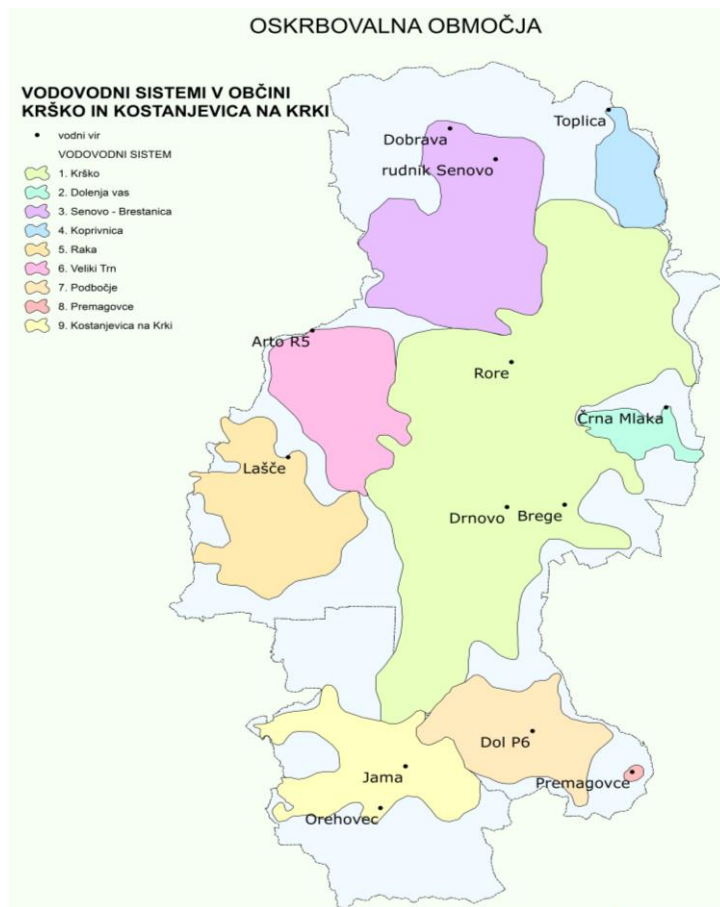 OSKRBOVALNA OBMOČJA
VODOVODNI SISTEMI V OBČINI
KRŠKO IN KOSTANJEVICA NA KRKI
vodni vir
VODOVODNI SISTEM
1. Krško
2. Dolenja vas
3. Senovo - Brestanica
4. Koprivnica
5. Raka
6. Veliki Trn
7. Podbočje
8. Premagovce
9. Kostanjevica na Krki
Toplica
Dobrava
rudnik Senovo
Arto R5
Rore
Črna Mlaka
Lašče
Drnovo
Brege
Dol P6
Jama
Premagovce
Orehovec